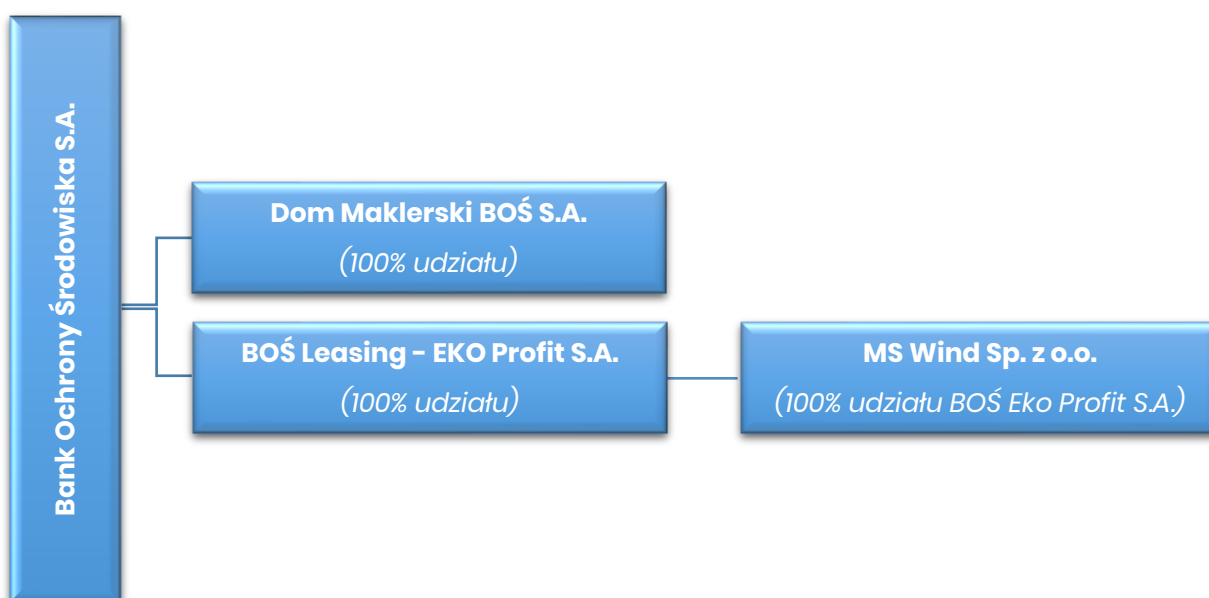 Bank Ochrony Środowiska S.A.
Dom Maklerski BOŚ S.A.
(100% udziału)
BOŚ Leasing - EKO Profit S.A.
(100% udziału)
MS Wind Sp. z o.o.
(100% udziału BOŚ Eko Profit S.A.)